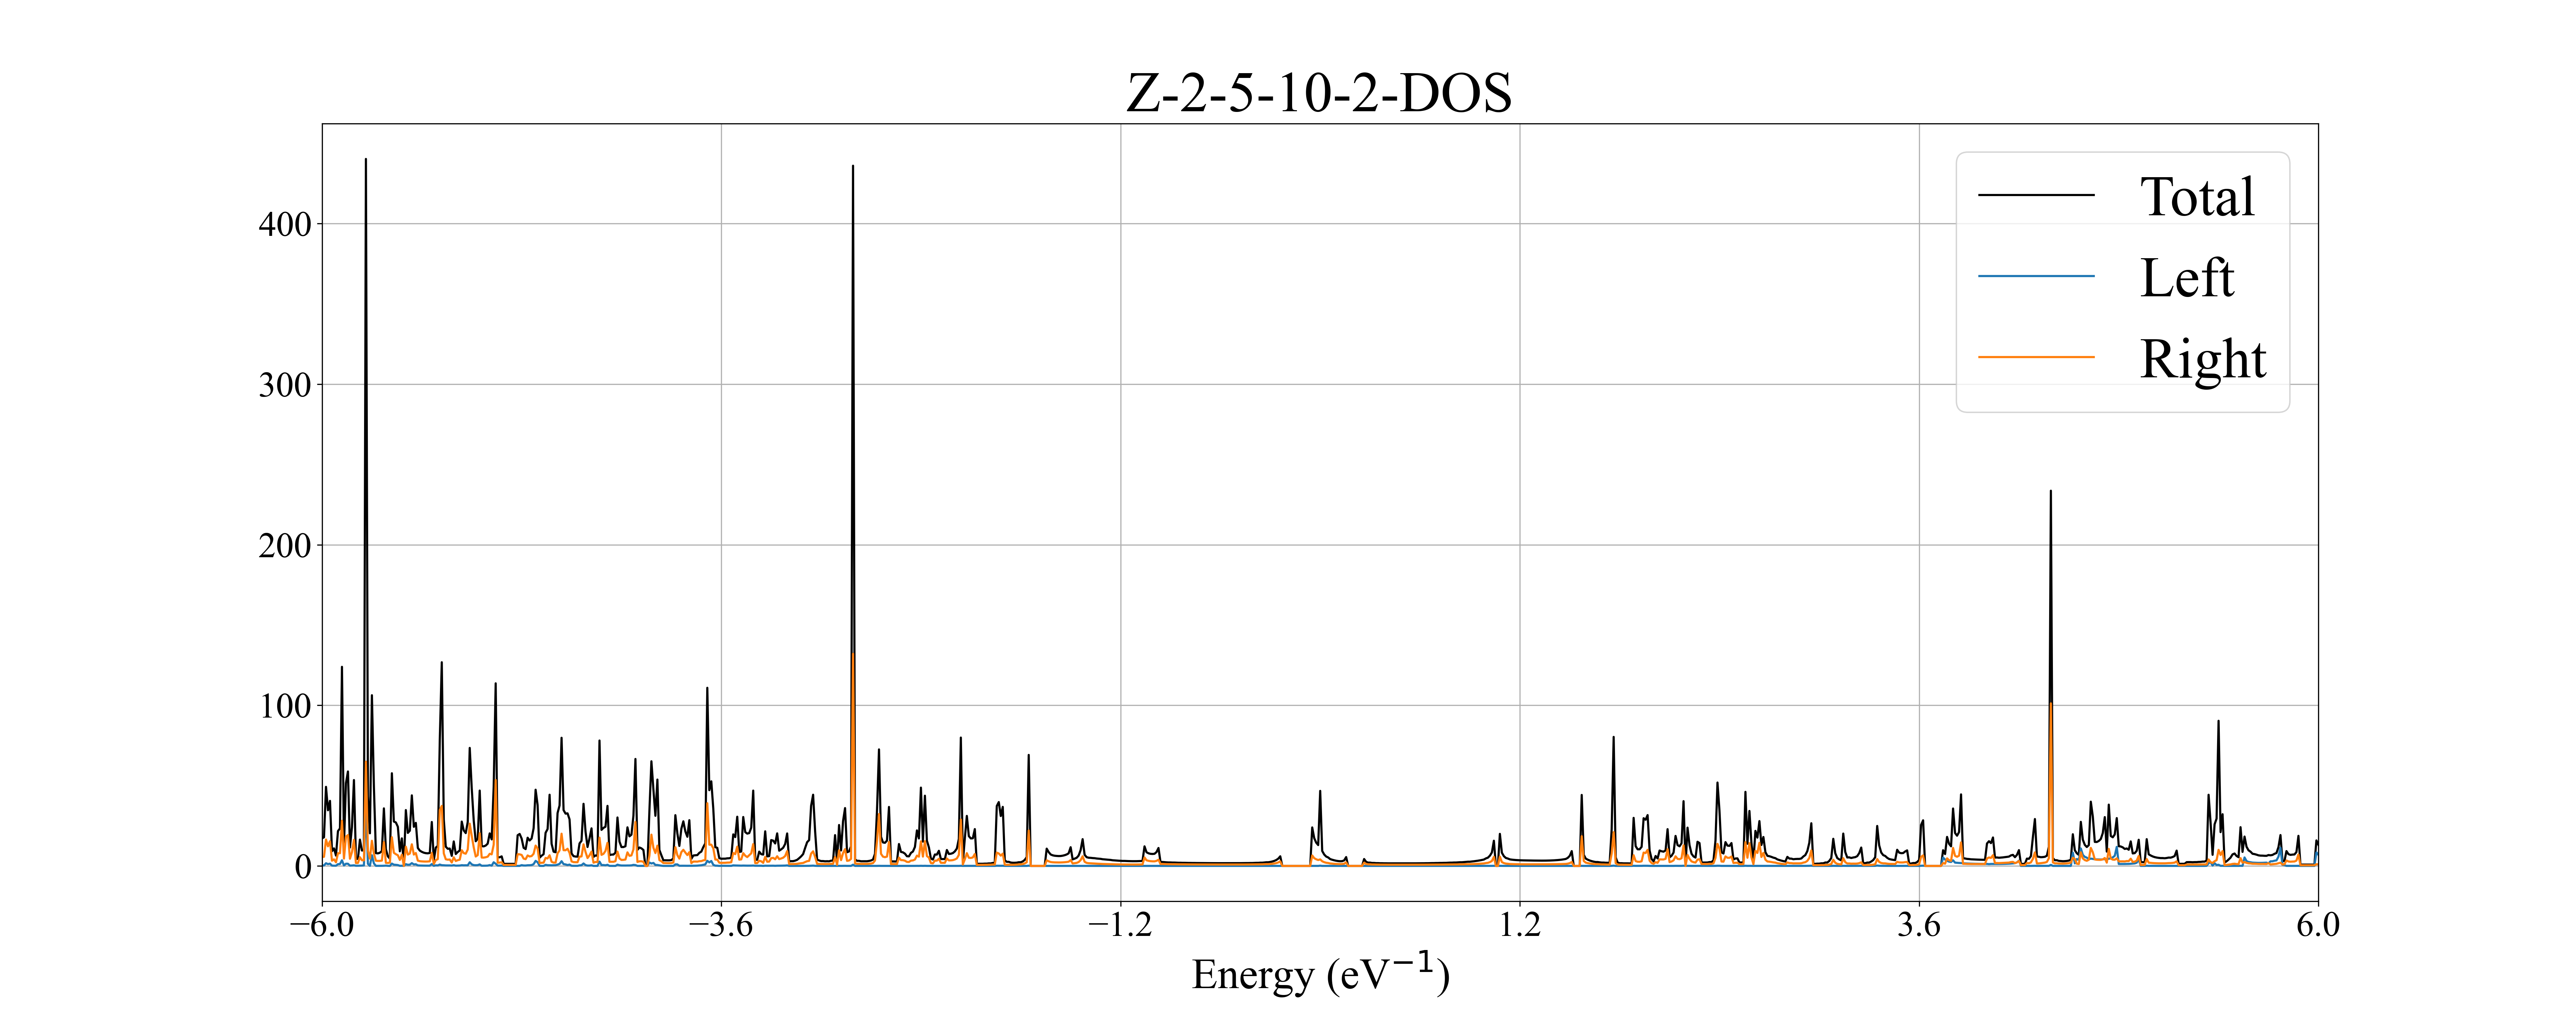 Z-2-5-10-2-DOS
Total
Left
Right
400
300
200
100
0
−6.0 −3.6 −1.2 1.2 3.6 6.0
Energy (eV⁻¹)